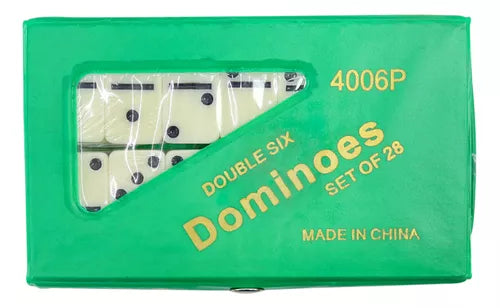 4006P
DOUBLE SIX
Dominoes
SET OF 28
MADE IN CHINA